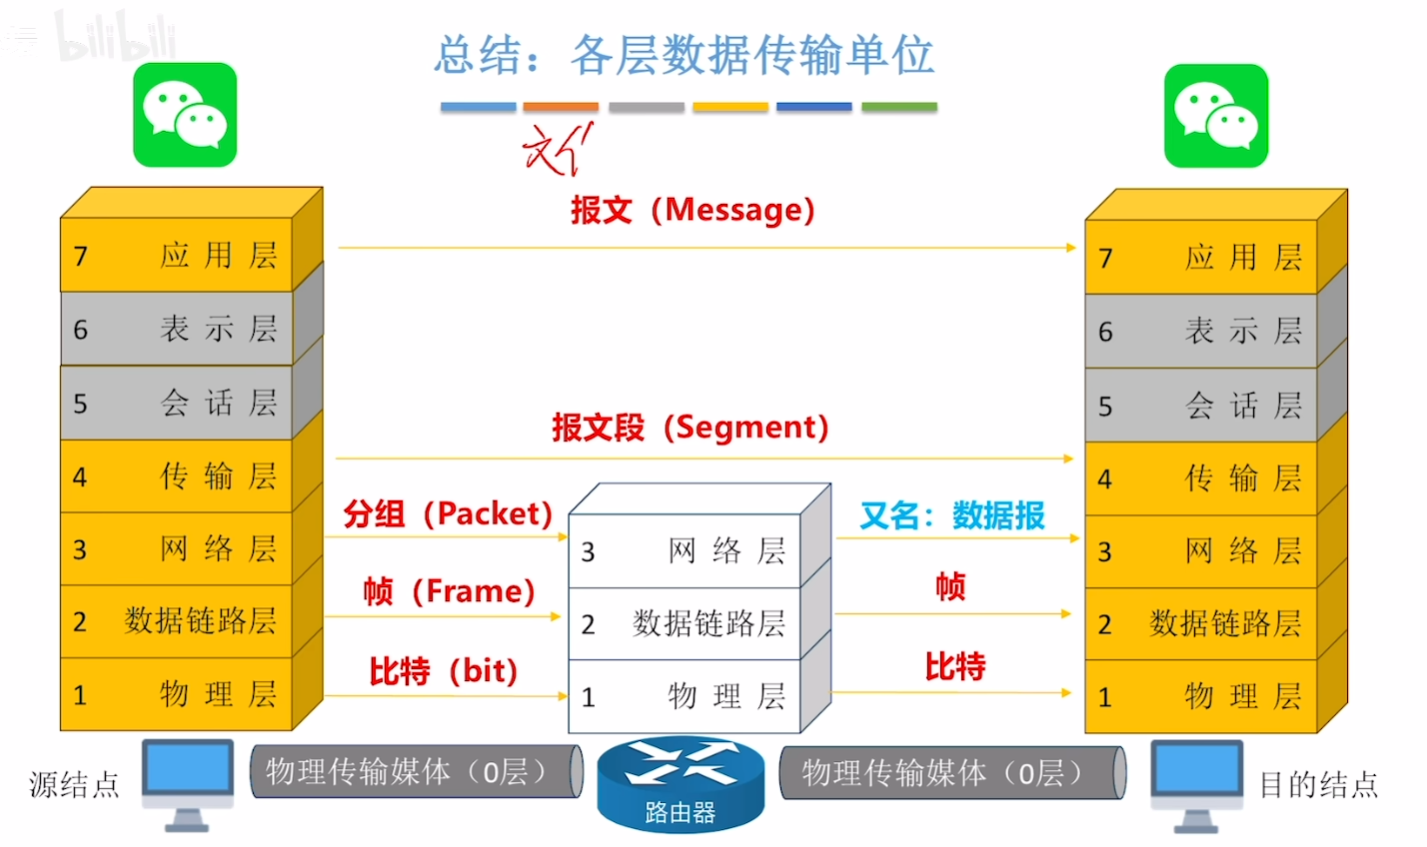 bilibili
总结：各层数据传输单位
报文（Message）
7 应用层
7 应用层
6 表示层
6 表示层
5 会话层
5 会话层
报文段（Segment）
4 传输层
4 传输层
分组（Packet）
又名：数据报
3 网络层
3 网络层
3 网络层
帧（Frame）
帧
2 数据链路层
2 数据链路层
2 数据链路层
比特（bit）
比特
1 物理层
1 物理层
1 物理层
源结点
物理传输媒体（0层）
物理传输媒体（0层）
目的结点
路由器